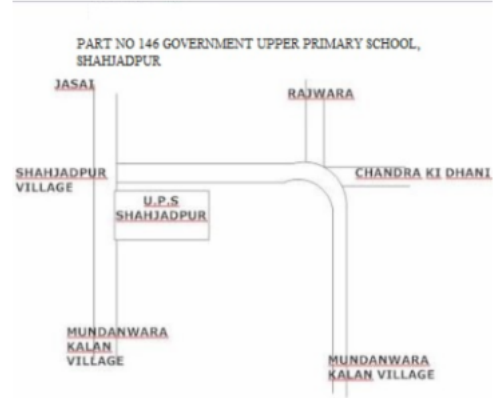 PART NO 146 GOVERNMENT UPPER PRIMARY SCHOOL,
SHAHJADPUR
JASAI
RAJWARA
SHAHJADPUR
VILLAGE
CHANDRA KI DHANI
U.P.S
SHAHJADPUR
MUNDANWARA
KALAN
VILLAGE
MUNDANWARA
KALAN VILLAGE